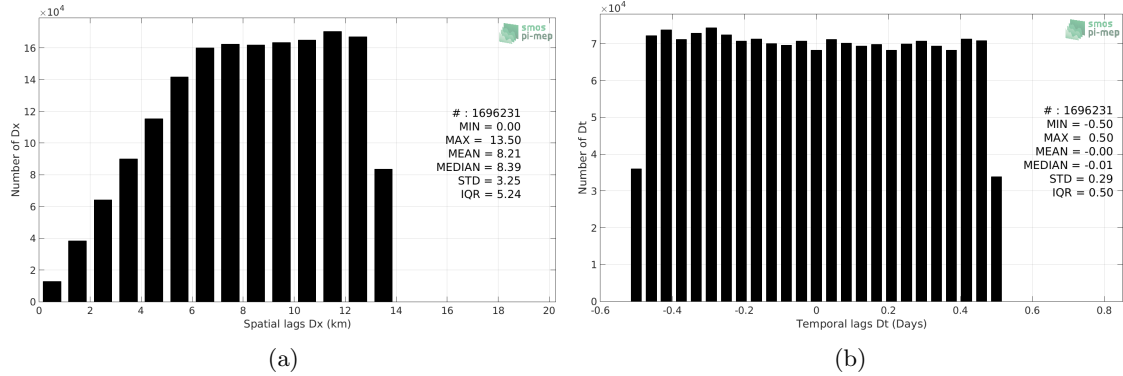 ×10⁴
16
14
12
10
8
6
4
2
0
Number of Dx
0 2 4 6 8 10 12 14 16 18 20
Spatial lags Dx (km)
smos
pi-mep
# : 1696231
MIN = 0.00
MAX = 13.50
MEAN = 8.21
MEDIAN = 8.39
STD = 3.25
IQR = 5.24
(a)
×10⁴
7
6
5
4
3
2
1
0
Number of Dt
-0.6 -0.4 -0.2 0 0.2 0.4 0.6 0.8
Temporal lags Dt (Days)
smos
pi-mep
# : 1696231
MIN = -0.50
MAX = 0.50
MEAN = -0.00
MEDIAN = -0.01
STD = 0.29
IQR = 0.50
(b)